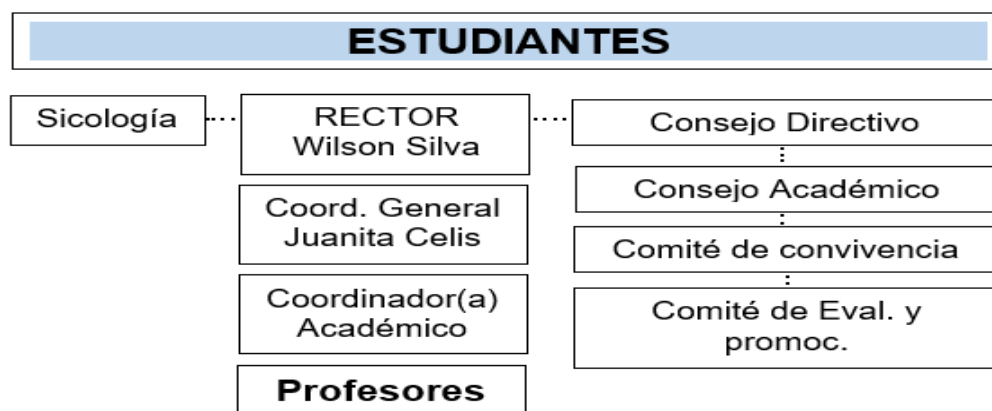 ESTUDIANTES
Sicología
RECTOR
Wilson Silva
Consejo Directivo
Coord. General
Juanita Celis
Consejo Académico
Comité de convivencia
Coordinador(a)
Académico
Comité de Eval. y
promoc.
Profesores